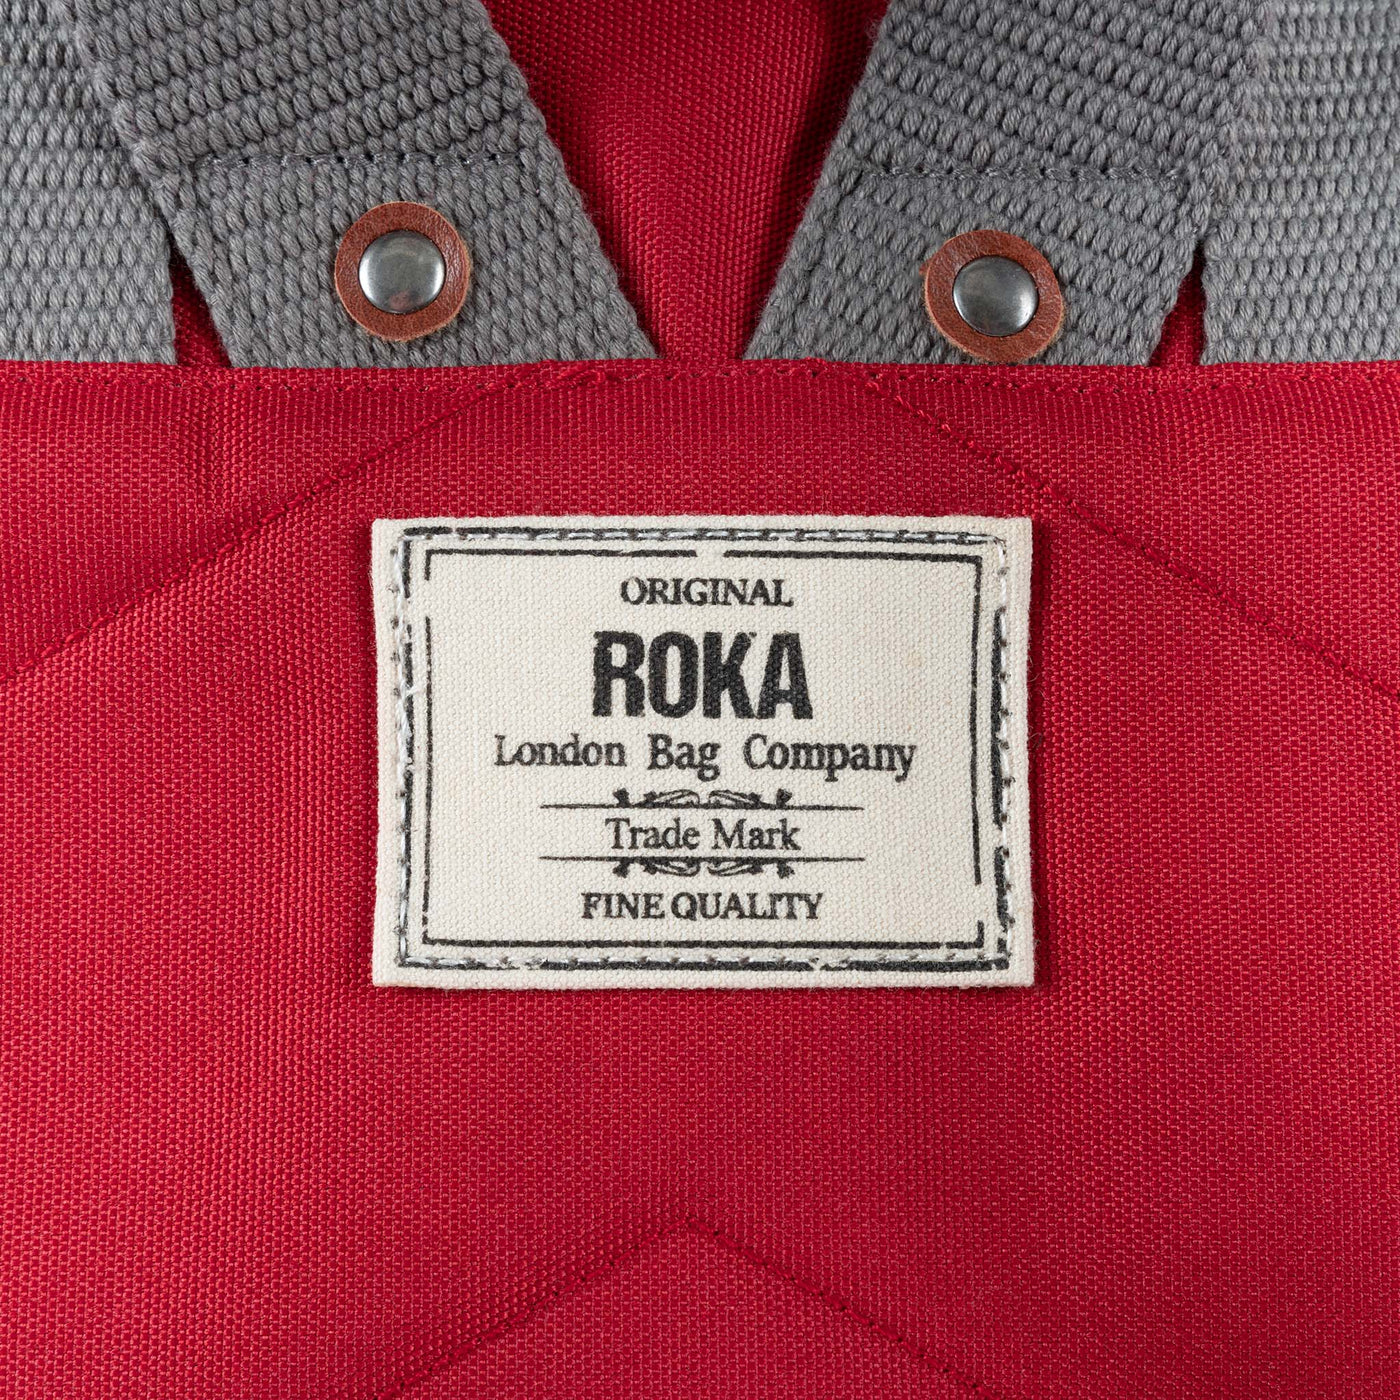 ORIGINAL
ROKA
London Bag Company
Trade Mark
FINE QUALITY